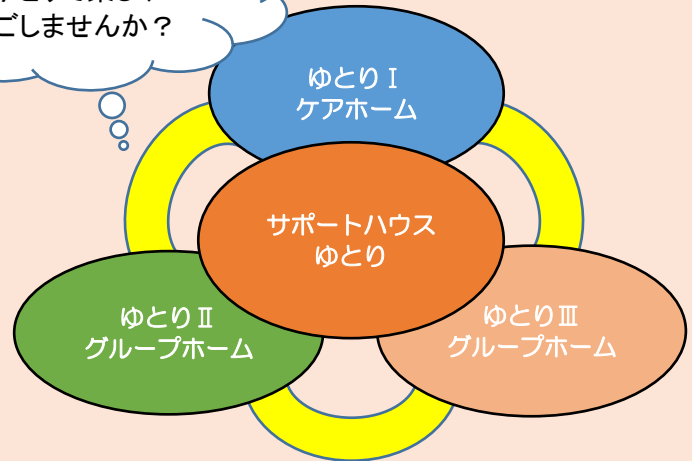 ごしませんか？
ゆとりⅠ
ケアホーム
サポートハウス
ゆとり
ゆとりⅡ
グループホーム
ゆとりⅢ
グループホーム